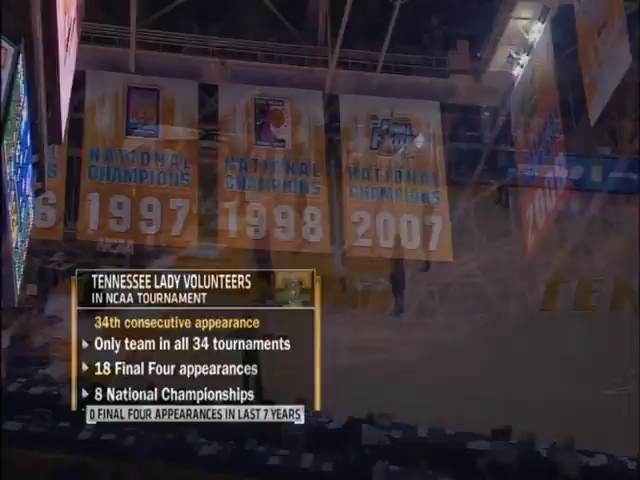 NATIONAL
CHAMPIONS
1997
NATIONAL
CHAMPIONS
1998
NATIONAL
CHAMPIONS
2007
TENNESSEE LADY VOLUNTEERS
IN NCAA TOURNAMENT
34th consecutive appearance
Only team in all 34 tournaments
18 Final Four appearances
8 National Championships
0 FINAL FOUR APPEARANCES IN LAST 7 YEARS